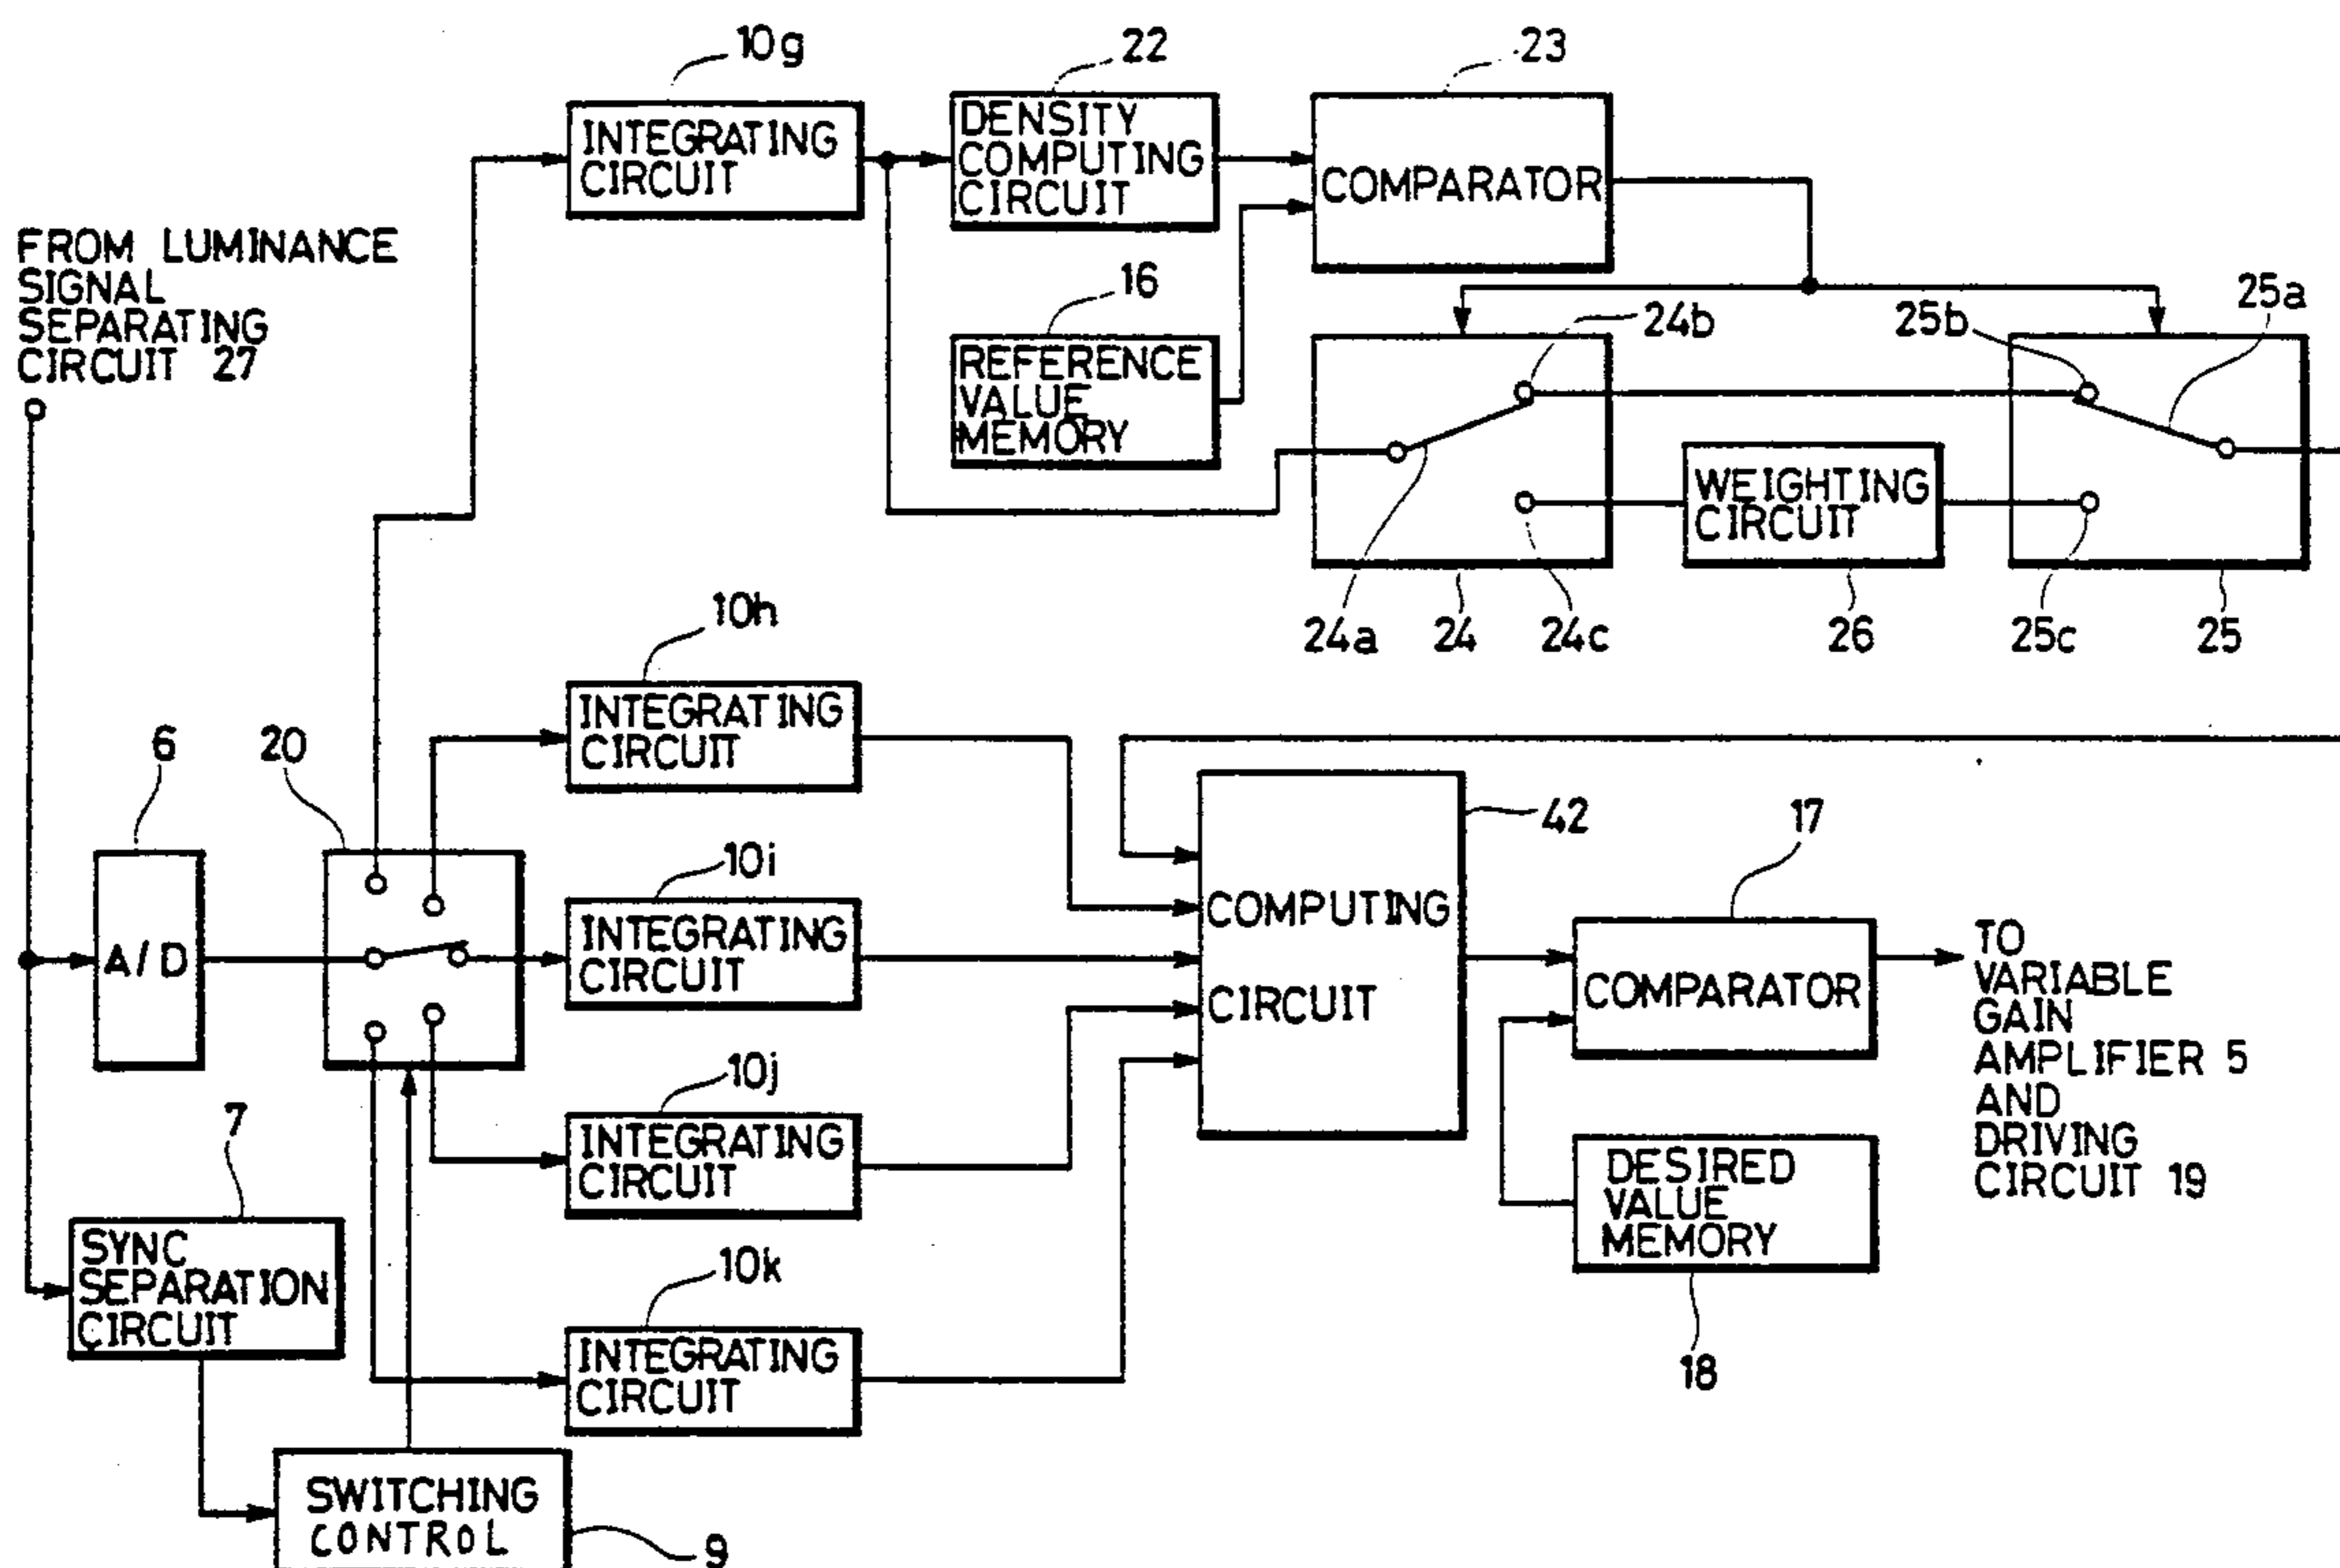 10g
22
23
INTEGRATING
CIRCUIT
DENSITY
COMPUTING
CIRCUIT
COMPARATOR
FROM LUMINANCE
SIGNAL
SEPARATING
CIRCUIT 27
16
REFERENCE
VALUE
MEMORY
24b
25b
25a
WEIGHTING
CIRCUIT
24a
24
24c
26
25c
25
10h
INTEGRATING
CIRCUIT
6
20
A/D
10i
INTEGRATING
CIRCUIT
42
COMPUTING
CIRCUIT
17
COMPARATOR
TO
VARIABLE
GAIN
AMPLIFIER 5
AND
DRIVING
CIRCUIT 19
10j
INTEGRATING
CIRCUIT
DESIRED
VALUE
MEMORY
18
7
SYNC
SEPARATION
CIRCUIT
10k
INTEGRATING
CIRCUIT
SWITCHING
CONTROL
9